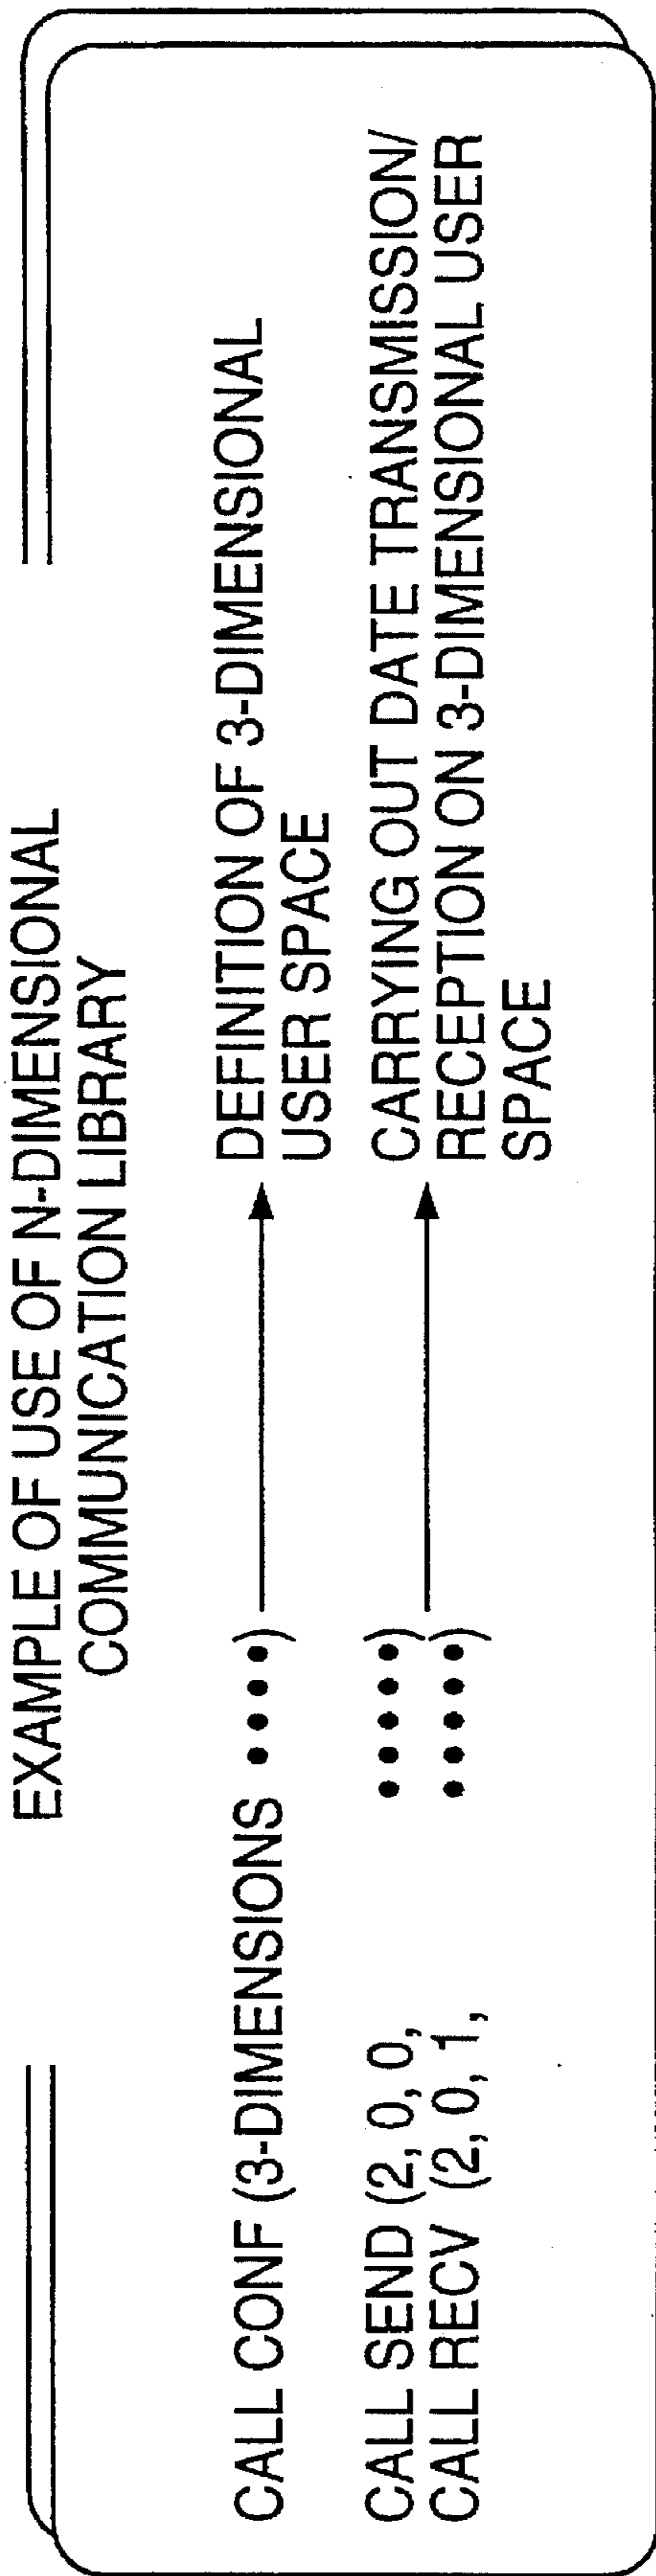 EXAMPLE OF USE OF N-DIMENSIONAL
COMMUNICATION LIBRARY
CALL CONF (3-DIMENSIONS • • • •)
DEFINITION OF 3-DIMENSIONAL
USER SPACE
CALL SEND (2, 0, 0, • • • • •)
CALL RECV (2, 0, 1, • • • • •)
CARRYING OUT DATE TRANSMISSION/
RECEPTION ON 3-DIMENSIONAL USER
SPACE